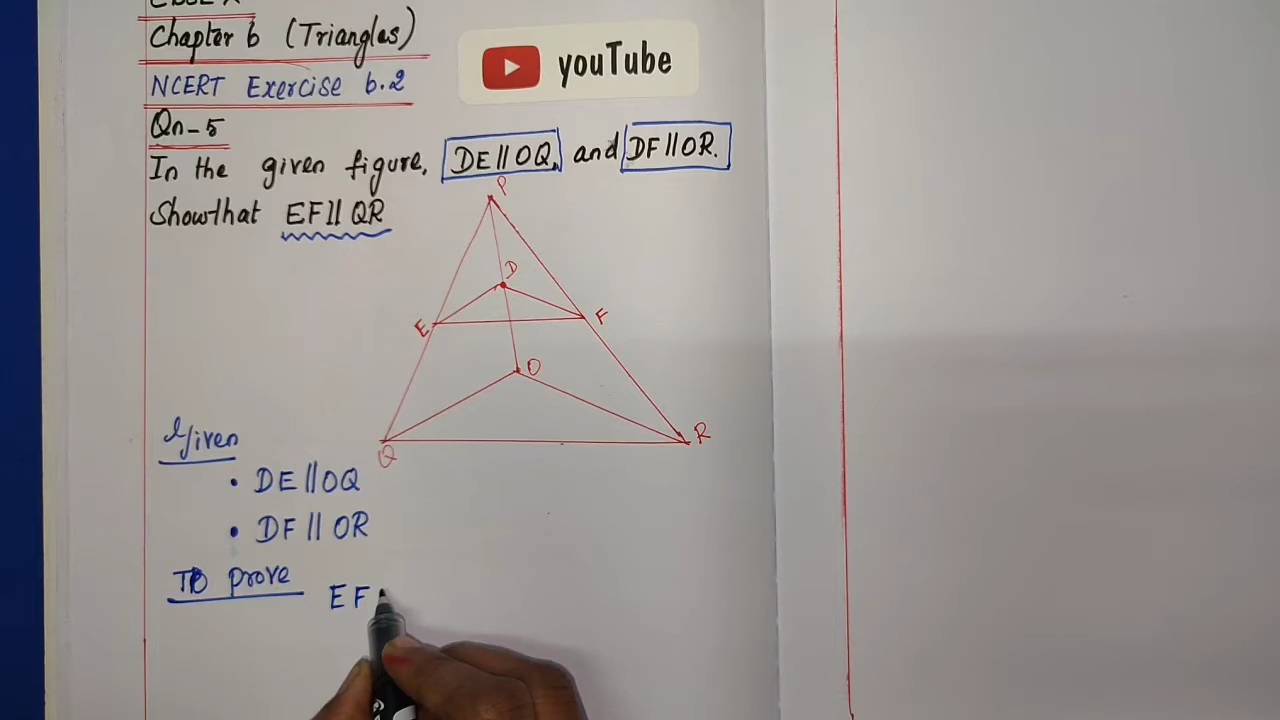 CBSE X
Chapter 6 (Triangles)
NCERT Exercise 6.2
Qn-5
In the given figure, DE||OQ, and DF||OR.
Show that EF||QR
P
D
E
F
O
Q
R
Given
• DE||OQ
• DF||OR
To prove EF
youTube